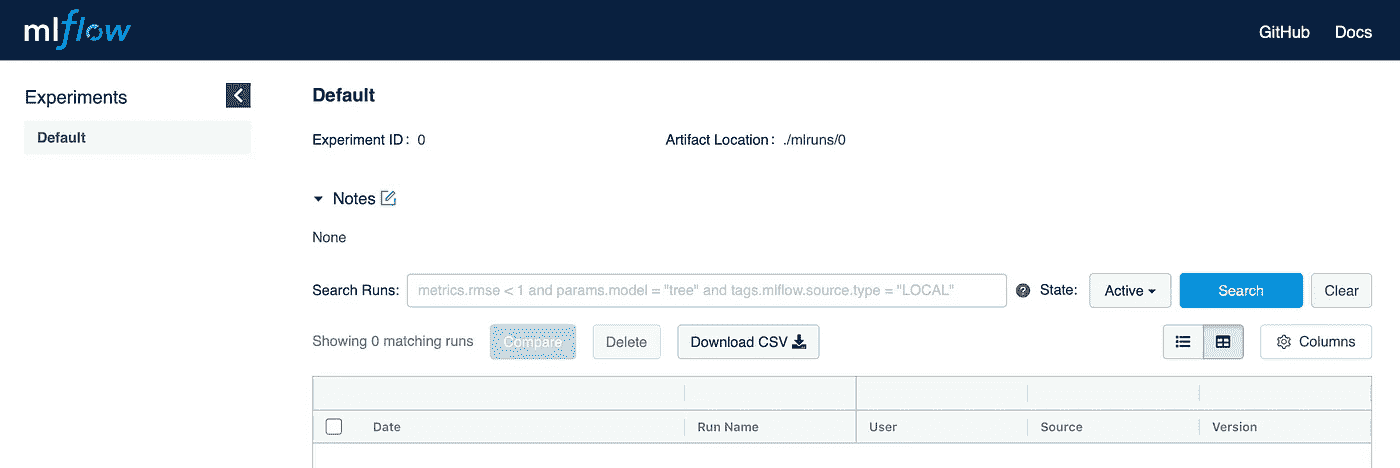 mlflow
GitHub Docs
Experiments
Default
Default
Experiment ID: 0 Artifact Location: ./mlruns/0
Notes
None
Search Runs: metrics.rmse < 1 and params.model = "tree" and tags.mlflow.source.type = "LOCAL" ? State: Active Search Clear
Showing 0 matching runs Compare Delete Download CSV Columns
Date Run Name User Source Version